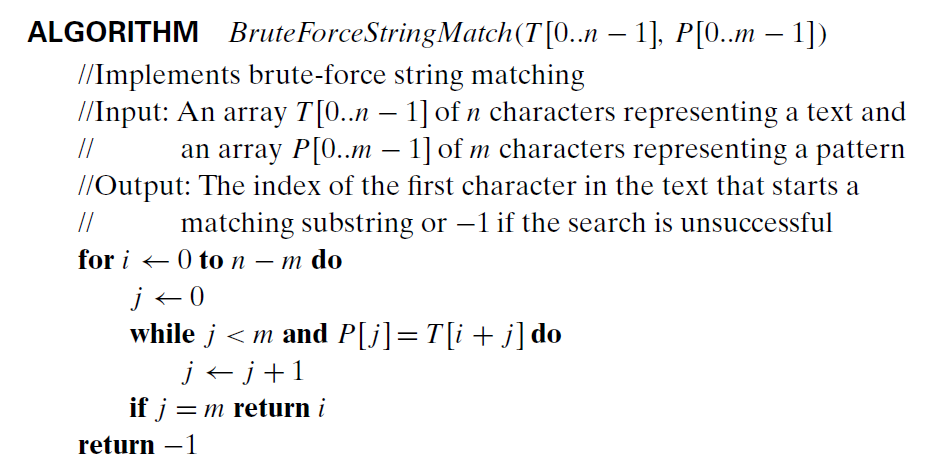 ALGORITHM BruteForceStringMatch(T[0..n − 1], P[0..m − 1])
//Implements brute-force string matching
//Input: An array T[0..n − 1] of n characters representing a text and
// an array P[0..m − 1] of m characters representing a pattern
//Output: The index of the first character in the text that starts a
// matching substring or −1 if the search is unsuccessful
for i ← 0 to n − m do
j ← 0
while j < m and P[j] = T[i + j] do
j ← j + 1
if j = m return i
return −1